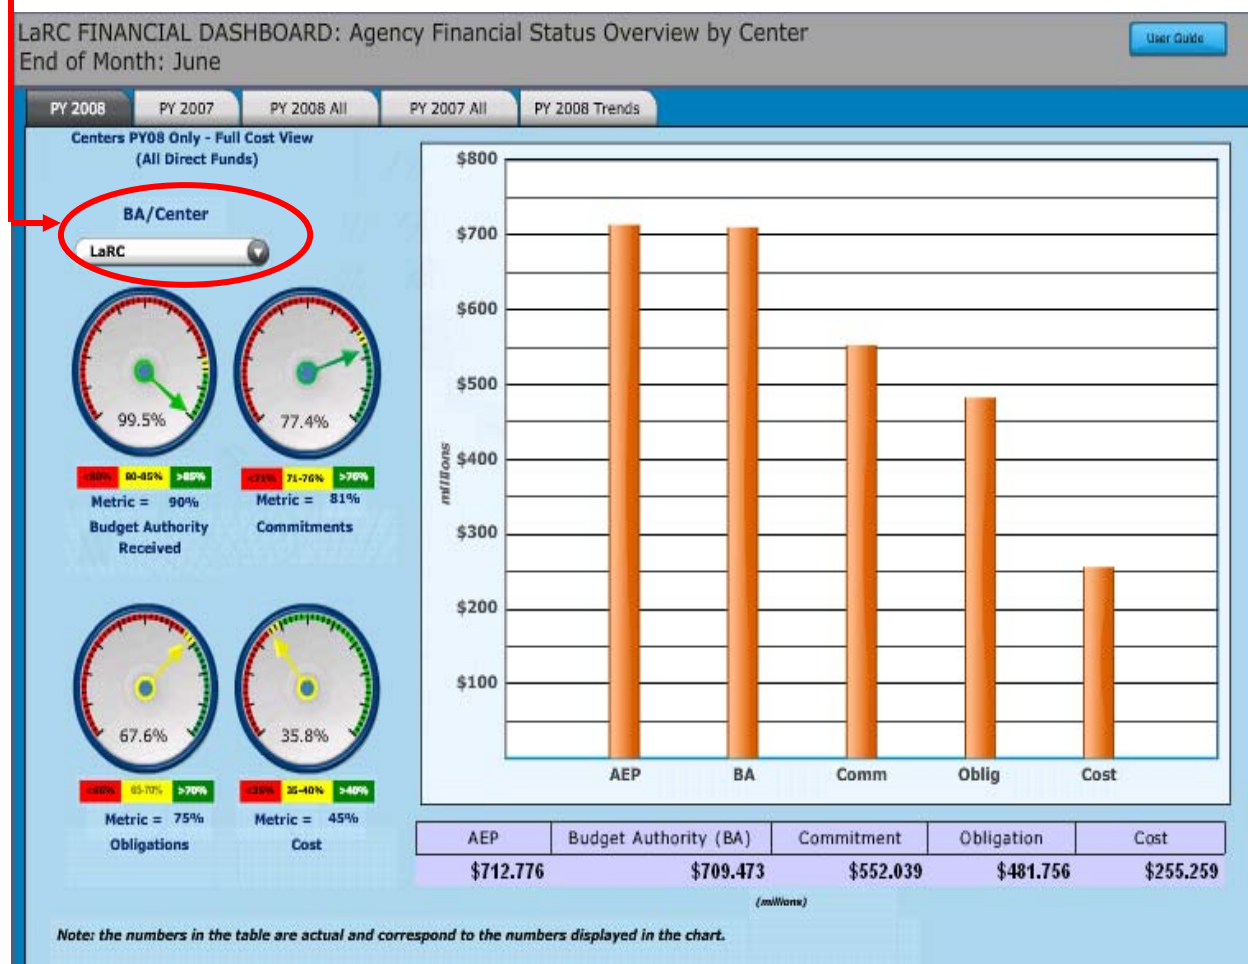 LaRC FINANCIAL DASHBOARD: Agency Financial Status Overview by Center
End of Month: June
User Guide
PY 2008
PY 2007
PY 2008 All
PY 2007 All
PY 2008 Trends
Centers PY08 Only - Full Cost View
(All Direct Funds)
BA/Center
LaRC
99.5%
77.4%
80-85% >85%
71-76% >76%
Metric = 90%
Metric = 81%
Budget Authority
Received
Commitments
67.6%
35.8%
65-70% >70%
35-40% >40%
Metric = 75%
Metric = 45%
Obligations
Cost
$800
$700
$600
$500
$400
$300
$200
$100
millions
AEP BA Comm Oblig Cost
AEP Budget Authority (BA) Commitment Obligation Cost
$712.776 $709.473 $552.039 $481.756 $255.259
(millions)
Note: the numbers in the table are actual and correspond to the numbers displayed in the chart.